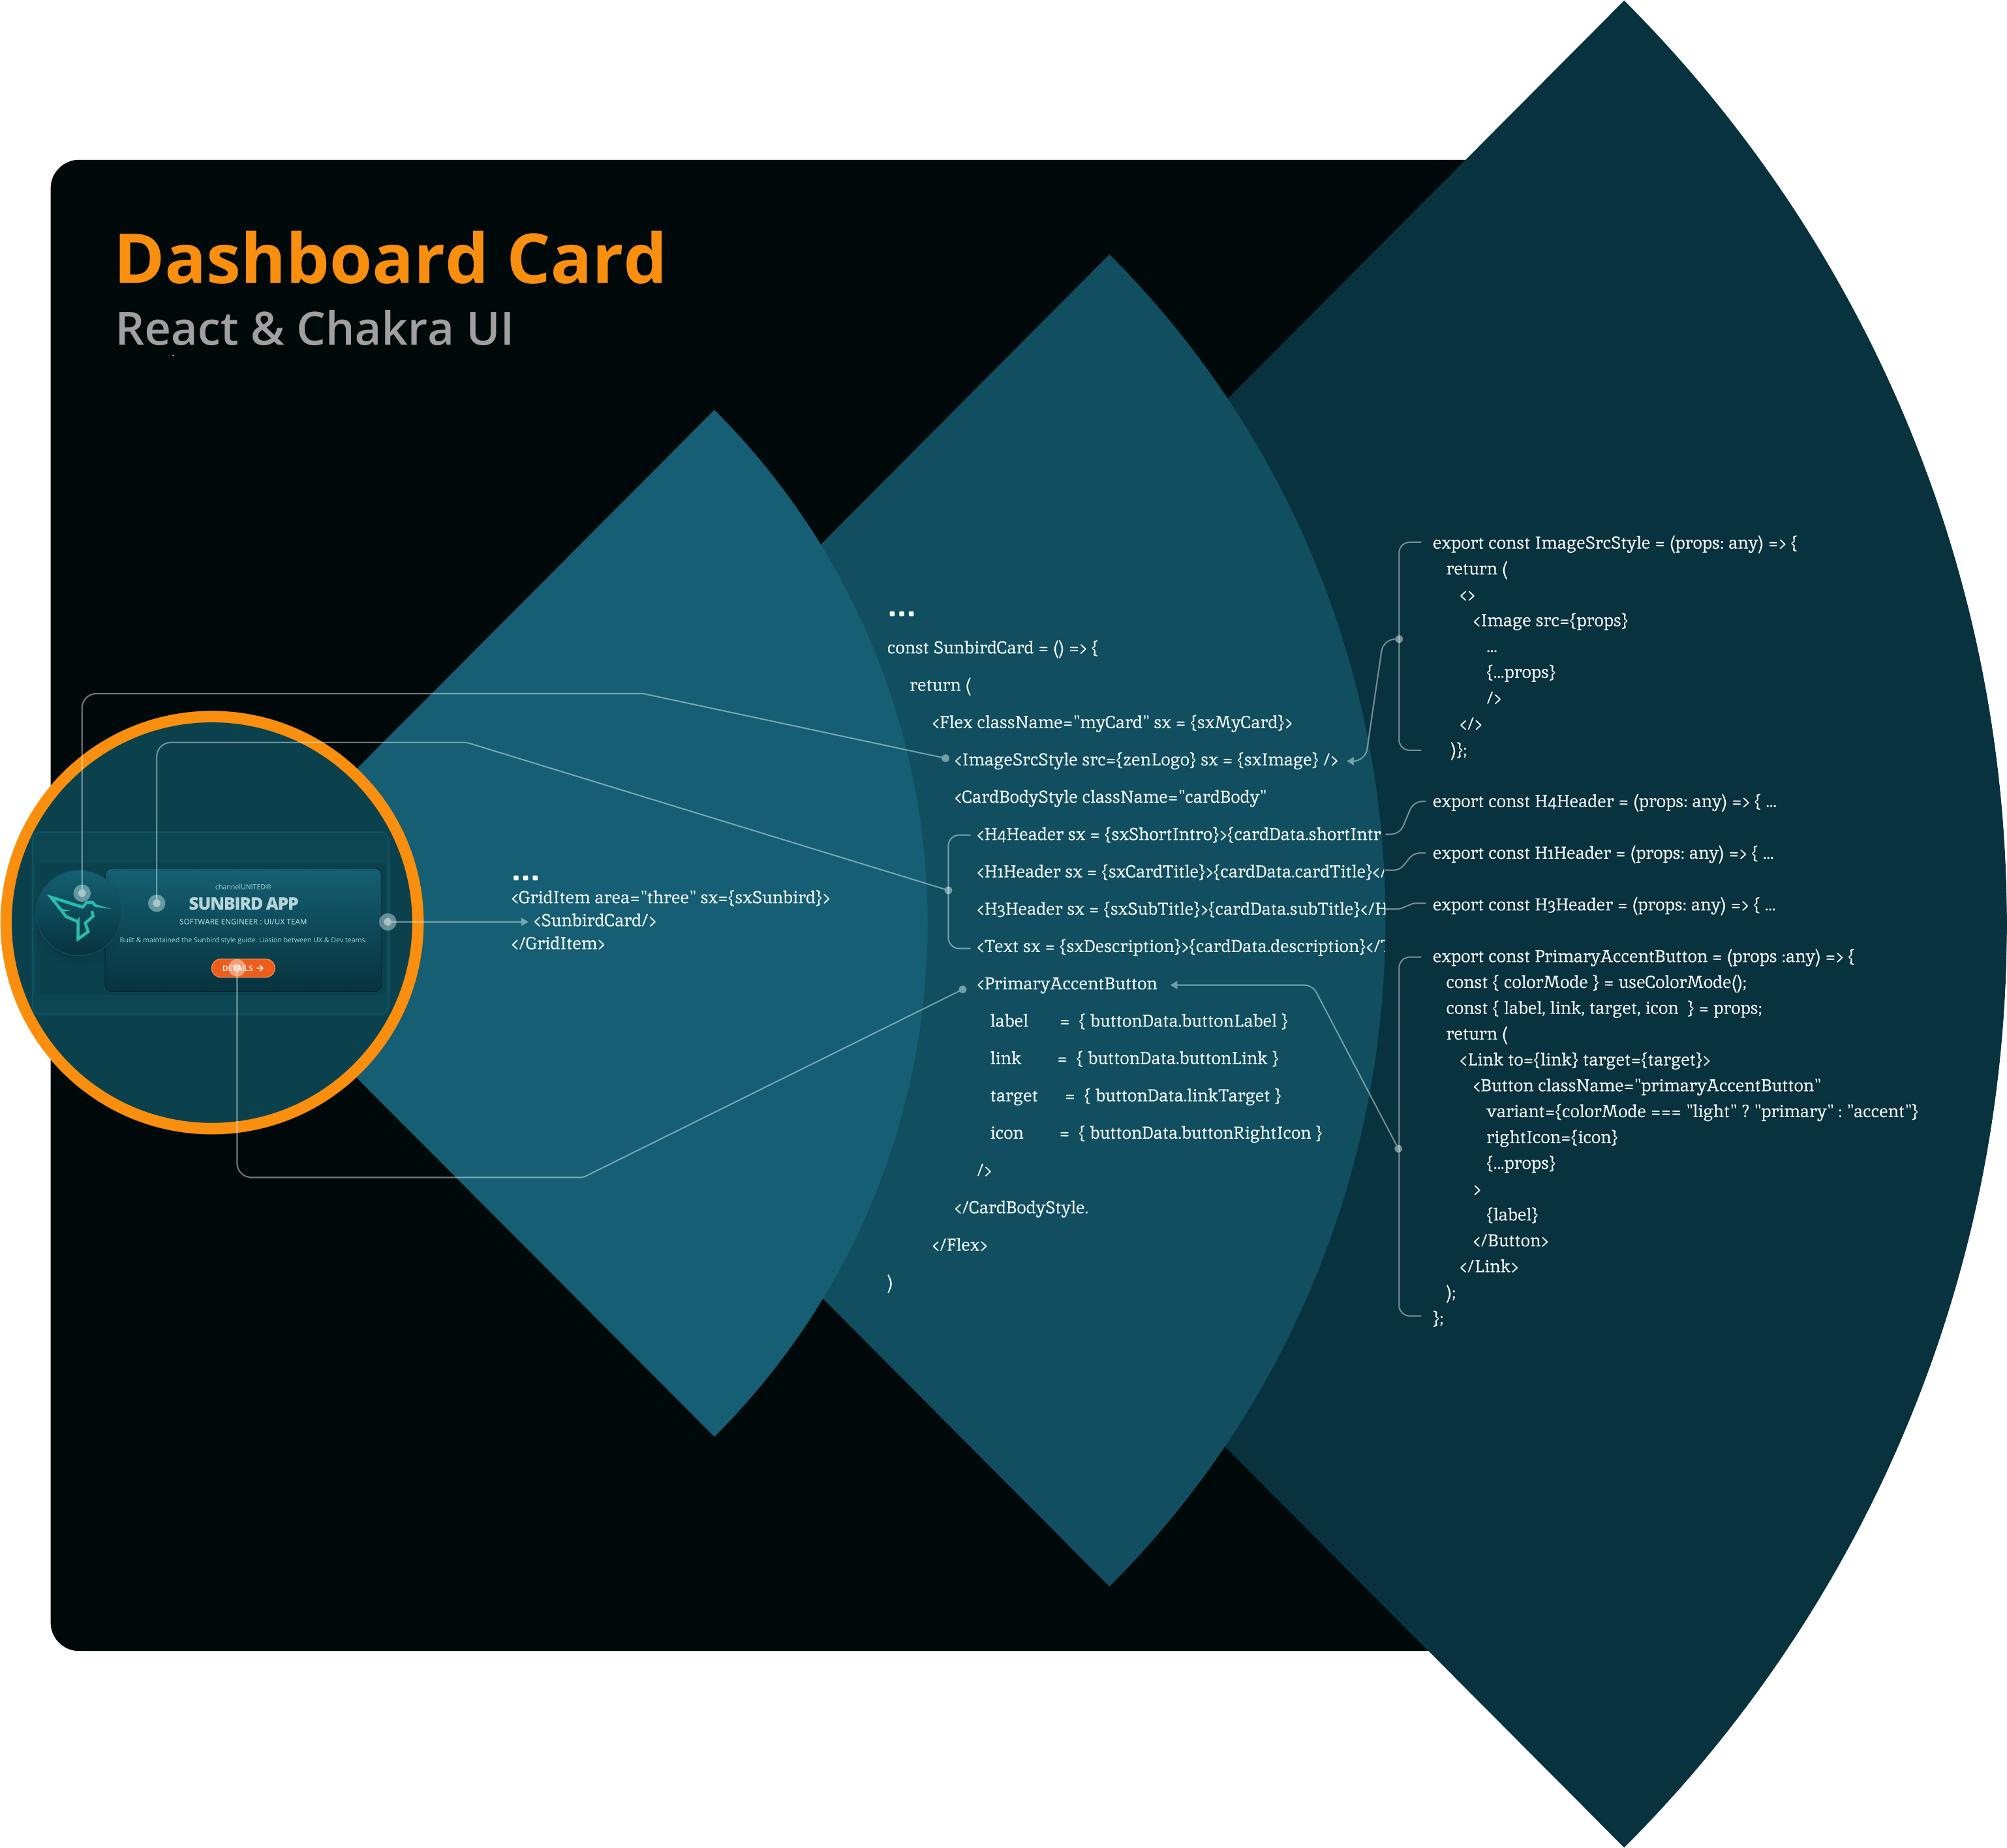 Dashboard Card
React & Chakra UI
channelUNITED®
SUNBIRD APP
SOFTWARE ENGINEER : UI/UX TEAM
Built & maintained the Sunbird style guide. Liasion between UX & Dev teams.
DETAILS →
...
<GridItem area="three" sx={sxSunbird}>
<SunbirdCard/>
</GridItem>
...
const SunbirdCard = () => {
return (
<Flex className="myCard" sx = {sxMyCard}>
<ImageSrcStyle src={zenLogo} sx = {sxImage} />
<CardBodyStyle className="cardBody"
<H4Header sx = {sxShortIntro}>{cardData.shortIntr
<H1Header sx = {sxCardTitle}>{cardData.cardTitle}</
<H3Header sx = {sxSubTitle}>{cardData.subTitle}</H
<Text sx = {sxDescription}>{cardData.description}</T
<PrimaryAccentButton
label = { buttonData.buttonLabel }
link = { buttonData.buttonLink }
target = { buttonData.linkTarget }
icon = { buttonData.buttonRightIcon }
/>
</CardBodyStyle.
</Flex>
)
export const ImageSrcStyle = (props: any) => {
return (
<>
<Image src={props}
...
{...props}
/>
</>
)};
export const H4Header = (props: any) => { ...
export const H1Header = (props: any) => { ...
export const H3Header = (props: any) => { ...
export const PrimaryAccentButton = (props :any) => {
const { colorMode } = useColorMode();
const { label, link, target, icon } = props;
return (
<Link to={link} target={target}>
<Button className="primaryAccentButton"
variant={colorMode === "light" ? "primary" : "accent"}
rightIcon={icon}
{...props}
>
{label}
</Button>
</Link>
);
};